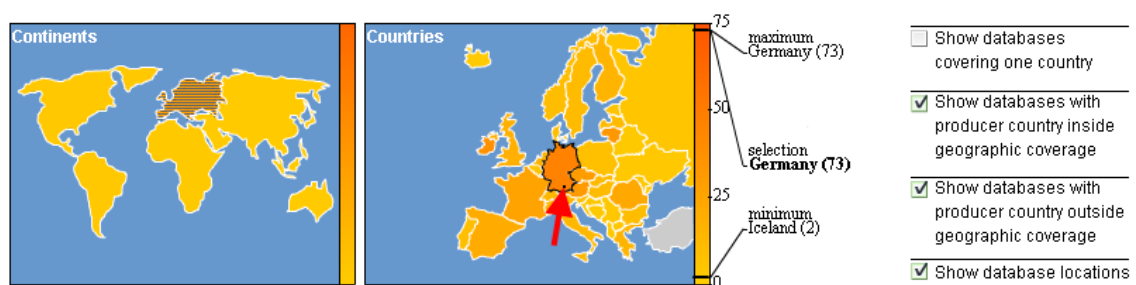 Continents
Countries
75
50
25
0
maximum
Germany (73)
selection
Germany (73)
minimum
Iceland (2)
Show databases
covering one country
Show databases with
producer country inside
geographic coverage
Show databases with
producer country outside
geographic coverage
Show database locations